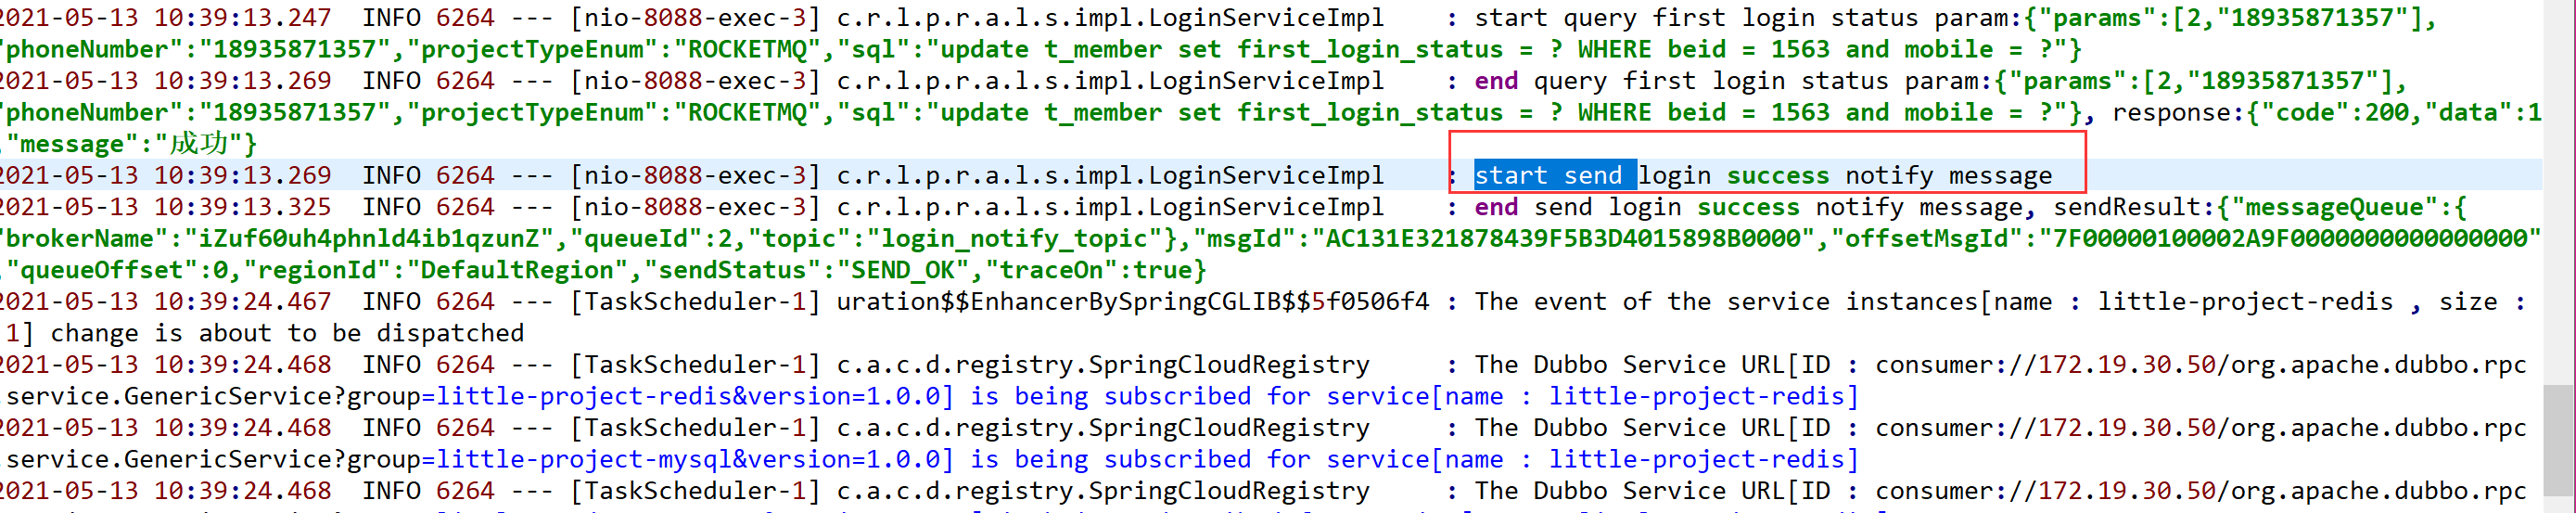 2021-05-13 10:39:13.247  INFO 6264 --- [nio-8088-exec-3] c.r.l.p.r.a.l.s.impl.LoginServiceImpl    : start query first login status param:{"params":[2,"18935871357"],
"phoneNumber":"18935871357","projectTypeEnum":"ROCKETMQ","sql":"update t_member set first_login_status = ? WHERE beid = 1563 and mobile = ?"}
2021-05-13 10:39:13.269  INFO 6264 --- [nio-8088-exec-3] c.r.l.p.r.a.l.s.impl.LoginServiceImpl    : end query first login status param:{"params":[2,"18935871357"],
"phoneNumber":"18935871357","projectTypeEnum":"ROCKETMQ","sql":"update t_member set first_login_status = ? WHERE beid = 1563 and mobile = ?"}, response:{"code":200,"data":1
,"message":"成功"}
2021-05-13 10:39:13.269  INFO 6264 --- [nio-8088-exec-3] c.r.l.p.r.a.l.s.impl.LoginServiceImpl    : start send login success notify message
2021-05-13 10:39:13.325  INFO 6264 --- [nio-8088-exec-3] c.r.l.p.r.a.l.s.impl.LoginServiceImpl    : end send login success notify message, sendResult:{"messageQueue":{
"brokerName":"iZuf60uh4phnld4ib1qzunZ","queueId":2,"topic":"login_notify_topic"},"msgId":"AC131E321878439F5B3D4015898B0000","offsetMsgId":"7F00000100002A9F0000000000000000"
,"queueOffset":0,"regionId":"DefaultRegion","sendStatus":"SEND_OK","traceOn":true}
2021-05-13 10:39:24.467  INFO 6264 --- [TaskScheduler-1] uration$$EnhancerBySpringCGLIB$$5f0506f4 : The event of the service instances[name : little-project-redis , size :
1] change is about to be dispatched
2021-05-13 10:39:24.468  INFO 6264 --- [TaskScheduler-1] c.a.c.d.registry.SpringCloudRegistry     : The Dubbo Service URL[ID : consumer://172.19.30.50/org.apache.dubbo.rpc
.service.GenericService?group=little-project-redis&version=1.0.0] is being subscribed for service[name : little-project-redis]
2021-05-13 10:39:24.468  INFO 6264 --- [TaskScheduler-1] c.a.c.d.registry.SpringCloudRegistry     : The Dubbo Service URL[ID : consumer://172.19.30.50/org.apache.dubbo.rpc
.service.GenericService?group=little-project-mysql&version=1.0.0] is being subscribed for service[name : little-project-redis]
2021-05-13 10:39:24.468  INFO 6264 --- [TaskScheduler-1] c.a.c.d.registry.SpringCloudRegistry     : The Dubbo Service URL[ID : consumer://172.19.30.50/org.apache.dubbo.rpc